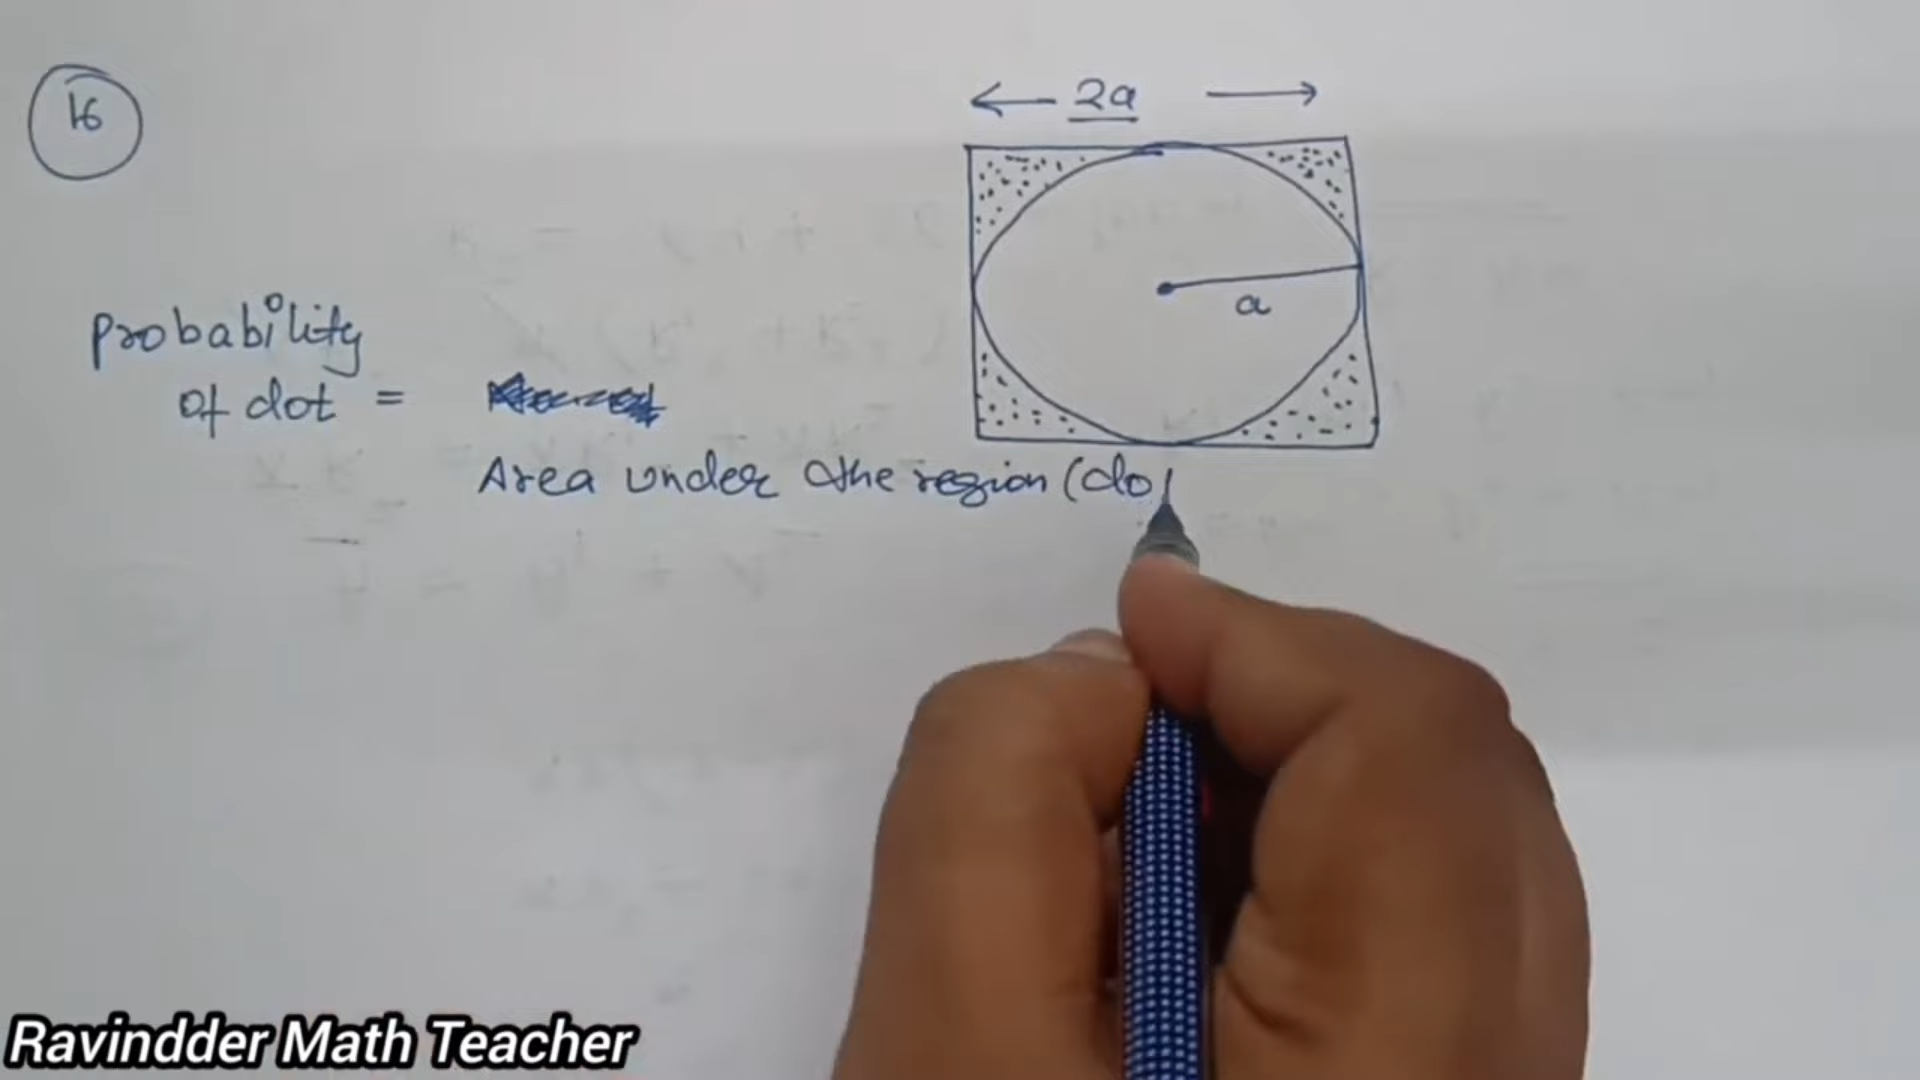 16
← 2a →
a
probability
of dot =
Area under the region (do
Ravindder Math Teacher